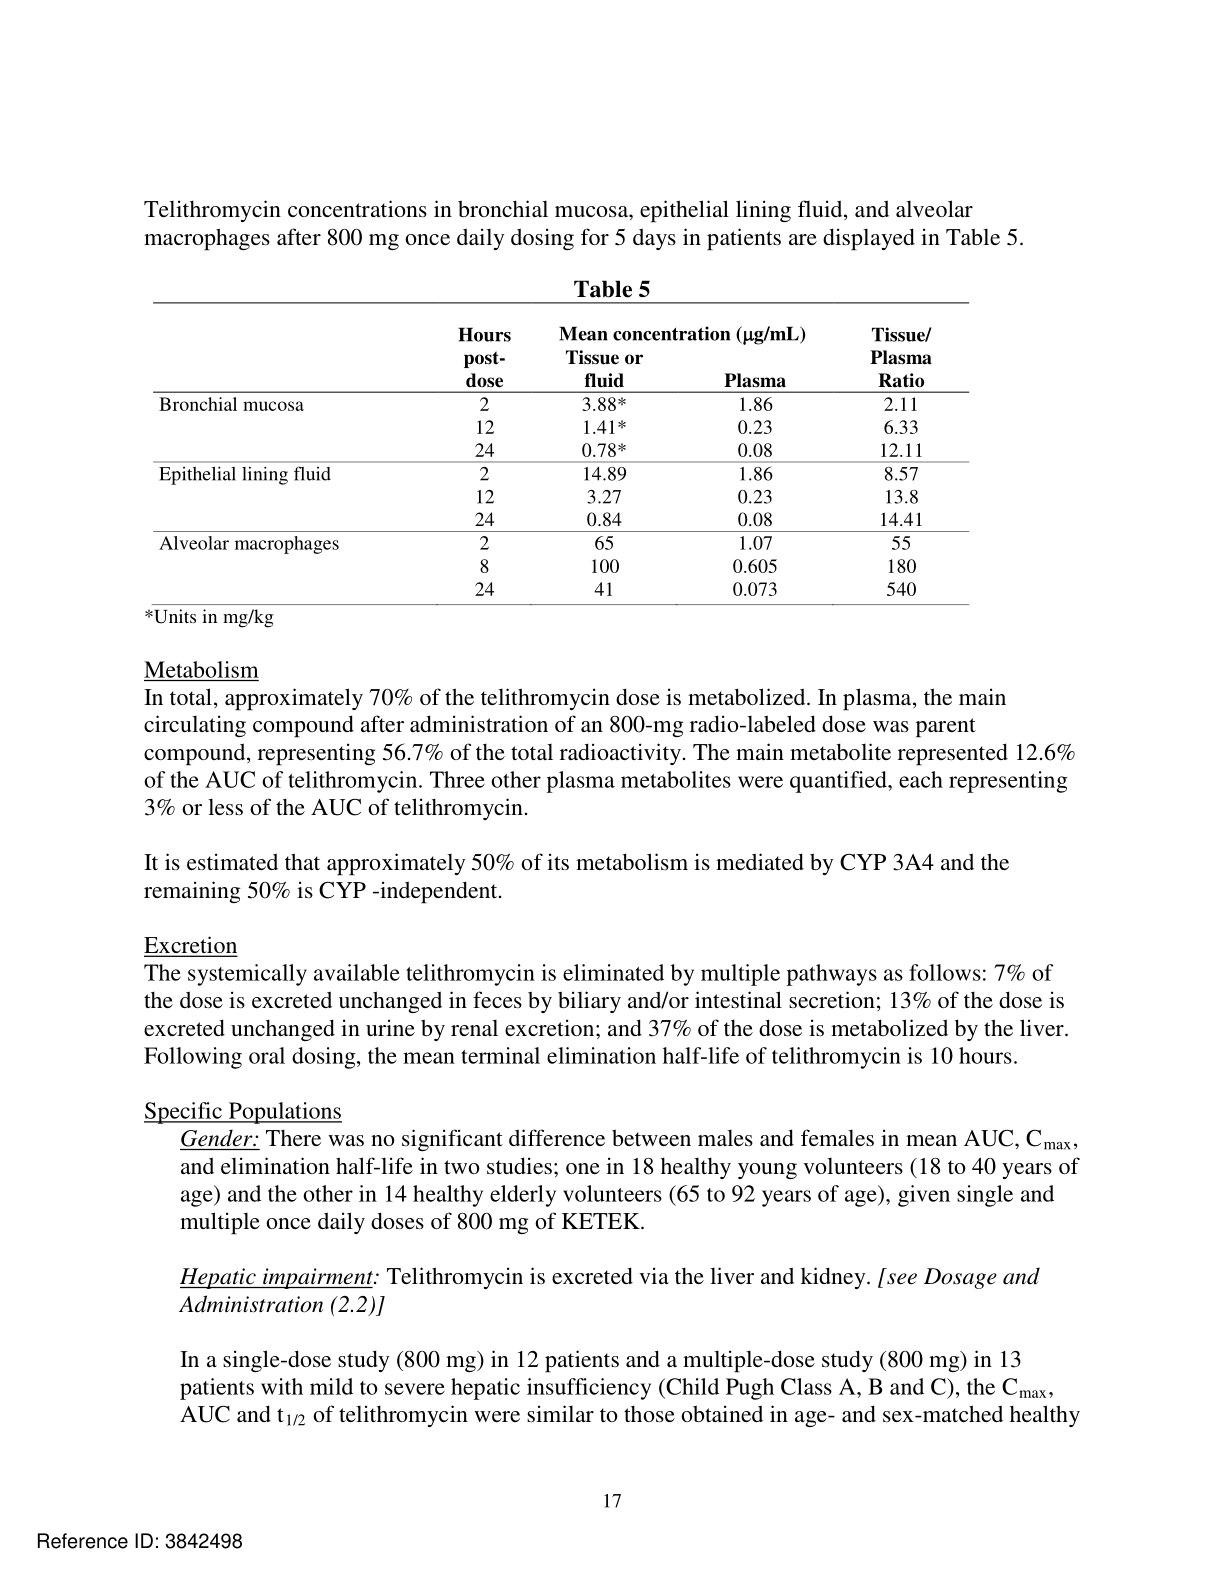 Telithromycin concentrations in bronchial mucosa, epithelial lining fluid, and alveolar
macrophages after 800 mg once daily dosing for 5 days in patients are displayed in Table 5.
Table 5
Hours Mean concentration (µg/mL) Tissue/
post- Tissue or Plasma
dose fluid Plasma Ratio
Bronchial mucosa 2 3.88* 1.86 2.11
12 1.41* 0.23 6.33
24 0.78* 0.08 12.11
Epithelial lining fluid 2 14.89 1.86 8.57
12 3.27 0.23 13.8
24 0.84 0.08 14.41
Alveolar macrophages 2 65 1.07 55
8 100 0.605 180
24 41 0.073 540
*Units in mg/kg
Metabolism
In total, approximately 70% of the telithromycin dose is metabolized. In plasma, the main
circulating compound after administration of an 800-mg radio-labeled dose was parent
compound, representing 56.7% of the total radioactivity. The main metabolite represented 12.6%
of the AUC of telithromycin. Three other plasma metabolites were quantified, each representing
3% or less of the AUC of telithromycin.
It is estimated that approximately 50% of its metabolism is mediated by CYP 3A4 and the
remaining 50% is CYP -independent.
Excretion
The systemically available telithromycin is eliminated by multiple pathways as follows: 7% of
the dose is excreted unchanged in feces by biliary and/or intestinal secretion; 13% of the dose is
excreted unchanged in urine by renal excretion; and 37% of the dose is metabolized by the liver.
Following oral dosing, the mean terminal elimination half-life of telithromycin is 10 hours.
Specific Populations
Gender: There was no significant difference between males and females in mean AUC, Cmax,
and elimination half-life in two studies; one in 18 healthy young volunteers (18 to 40 years of
age) and the other in 14 healthy elderly volunteers (65 to 92 years of age), given single and
multiple once daily doses of 800 mg of KETEK.
Hepatic impairment: Telithromycin is excreted via the liver and kidney. [see Dosage and
Administration (2.2)]
In a single-dose study (800 mg) in 12 patients and a multiple-dose study (800 mg) in 13
patients with mild to severe hepatic insufficiency (Child Pugh Class A, B and C), the Cmax,
AUC and t1/2 of telithromycin were similar to those obtained in age- and sex-matched healthy
17
Reference ID: 3842498